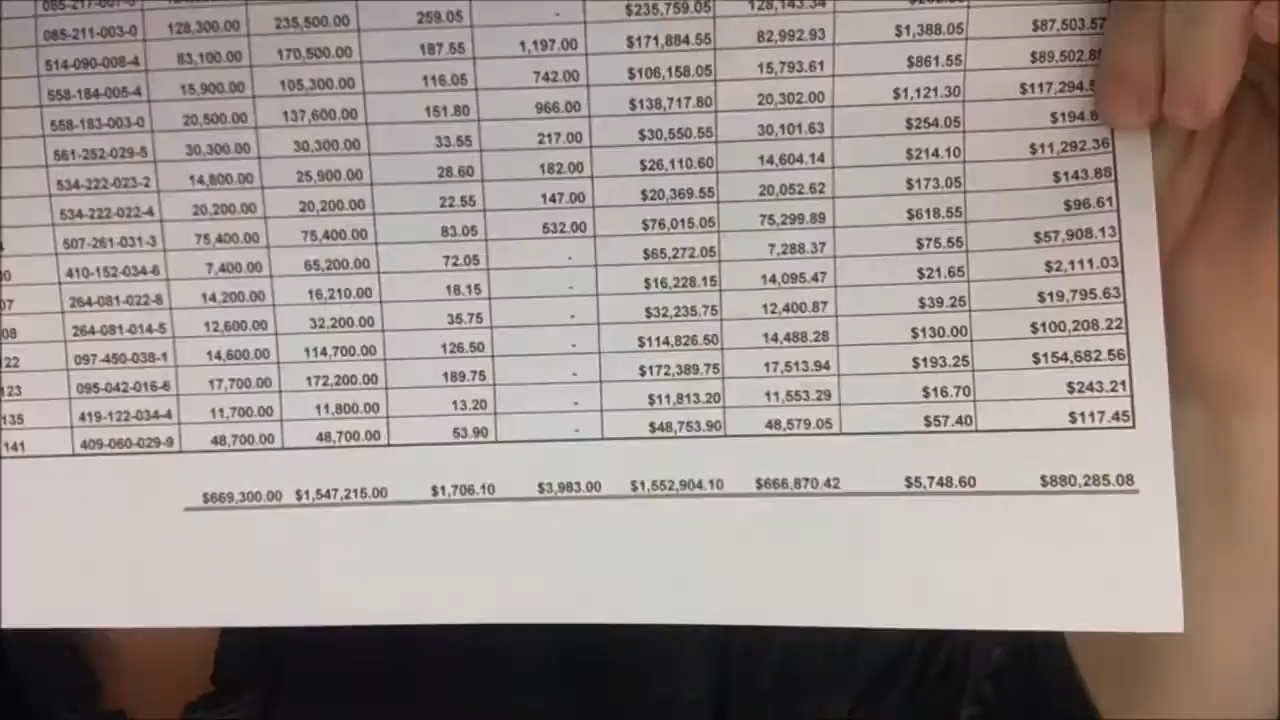 085-211-003-0 128,300.00 235,500.00 259.05 - $235,759.05
514-090-008-4 83,100.00 170,500.00 187.55 1,197.00 $171,884.55 82,992.93 $1,388.05 $87,503.57
558-184-005-4 15,900.00 105,300.00 116.05 742.00 $106,158.05 15,793.61 $861.55
558-183-003-0 20,500.00 137,600.00 151.80 966.00 $138,717.80 20,302.00 $1,121.30
561-252-029-5 30,300.00 30,300.00 33.55 217.00 $30,550.55 30,101.63 $254.05
534-222-023-2 14,800.00 25,900.00 28.60 182.00 $26,110.60 14,604.14 $214.10 $11,292.36
534-222-022-4 20,200.00 20,200.00 22.55 147.00 $20,369.55 20,052.62 $173.05 $143.88
507-261-031-3 75,400.00 75,400.00 83.05 532.00 $76,015.05 75,299.89 $618.55 $96.61
410-152-034-6 7,400.00 65,200.00 72.05 - $65,272.05 7,288.37 $75.55 $57,908.13
07 264-081-022-8 14,200.00 16,210.00 18.15 - $16,228.15 14,095.47 $21.65 $2,111.03
08 264-081-014-5 12,600.00 32,200.00 35.75 - $32,235.75 12,400.87 $39.25 $19,795.63
22 097-450-038-1 14,600.00 114,700.00 126.50 - $114,826.50 14,488.28 $130.00 $100,208.22
123 095-042-016-6 17,700.00 172,200.00 189.75 - $172,389.75 17,513.94 $193.25 $154,682.56
135 419-122-034-4 11,700.00 11,800.00 13.20 - $11,813.20 11,553.29 $16.70 $243.21
141 409-060-029-9 48,700.00 48,700.00 53.90 - $48,753.90 48,579.05 $57.40 $117.45
$669,300.00 $1,547,215.00 $1,706.10 $3,983.00 $1,552,904.10 $666,870.42 $5,748.60 $880,285.08